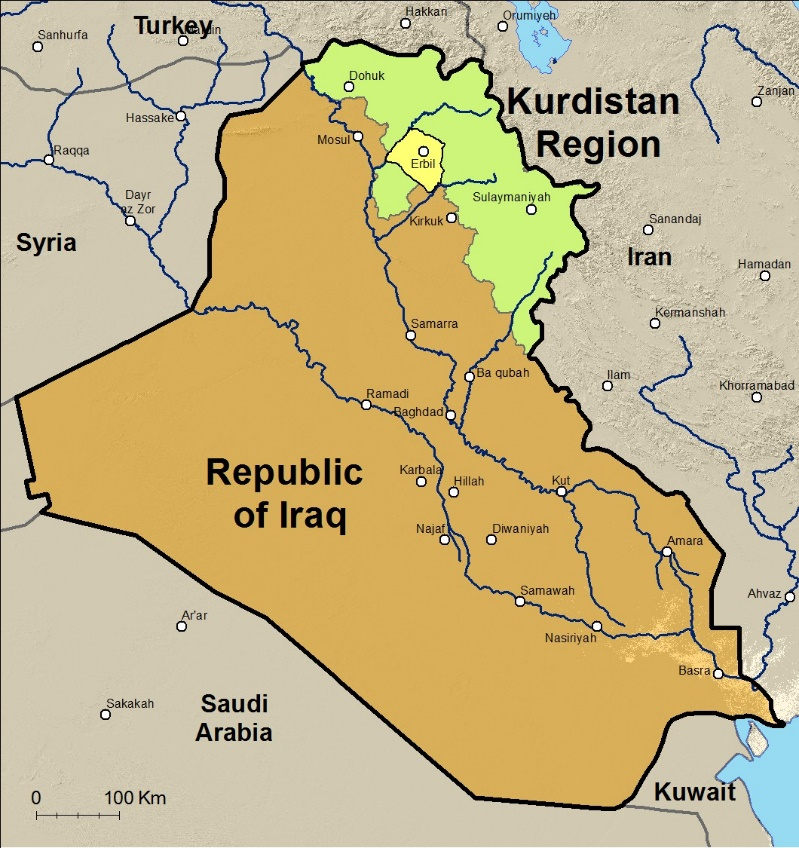 Hakkan
Orumiyeh
Turkey
Mardin
Sanhurfa
Dohuk
Zanjan
Kurdistan
Region
Hassake
Mosul
Raqqa
Erbil
Dayr
az Zor
Sulaymaniyah
Kirkuk
Sanandaj
Syria
Iran
Hamadan
Kermanshah
Samarra
Ba qubah
Ilam
Khorramabad
Ramadi
Baghdad
Republic
of Iraq
Karbala
Hillah
Kut
Najaf
Diwaniyah
Amara
Samawah
Ahvaz
Ar'ar
Nasiriyah
Basra
Sakakah
Saudi
Arabia
Kuwait
0 100 Km